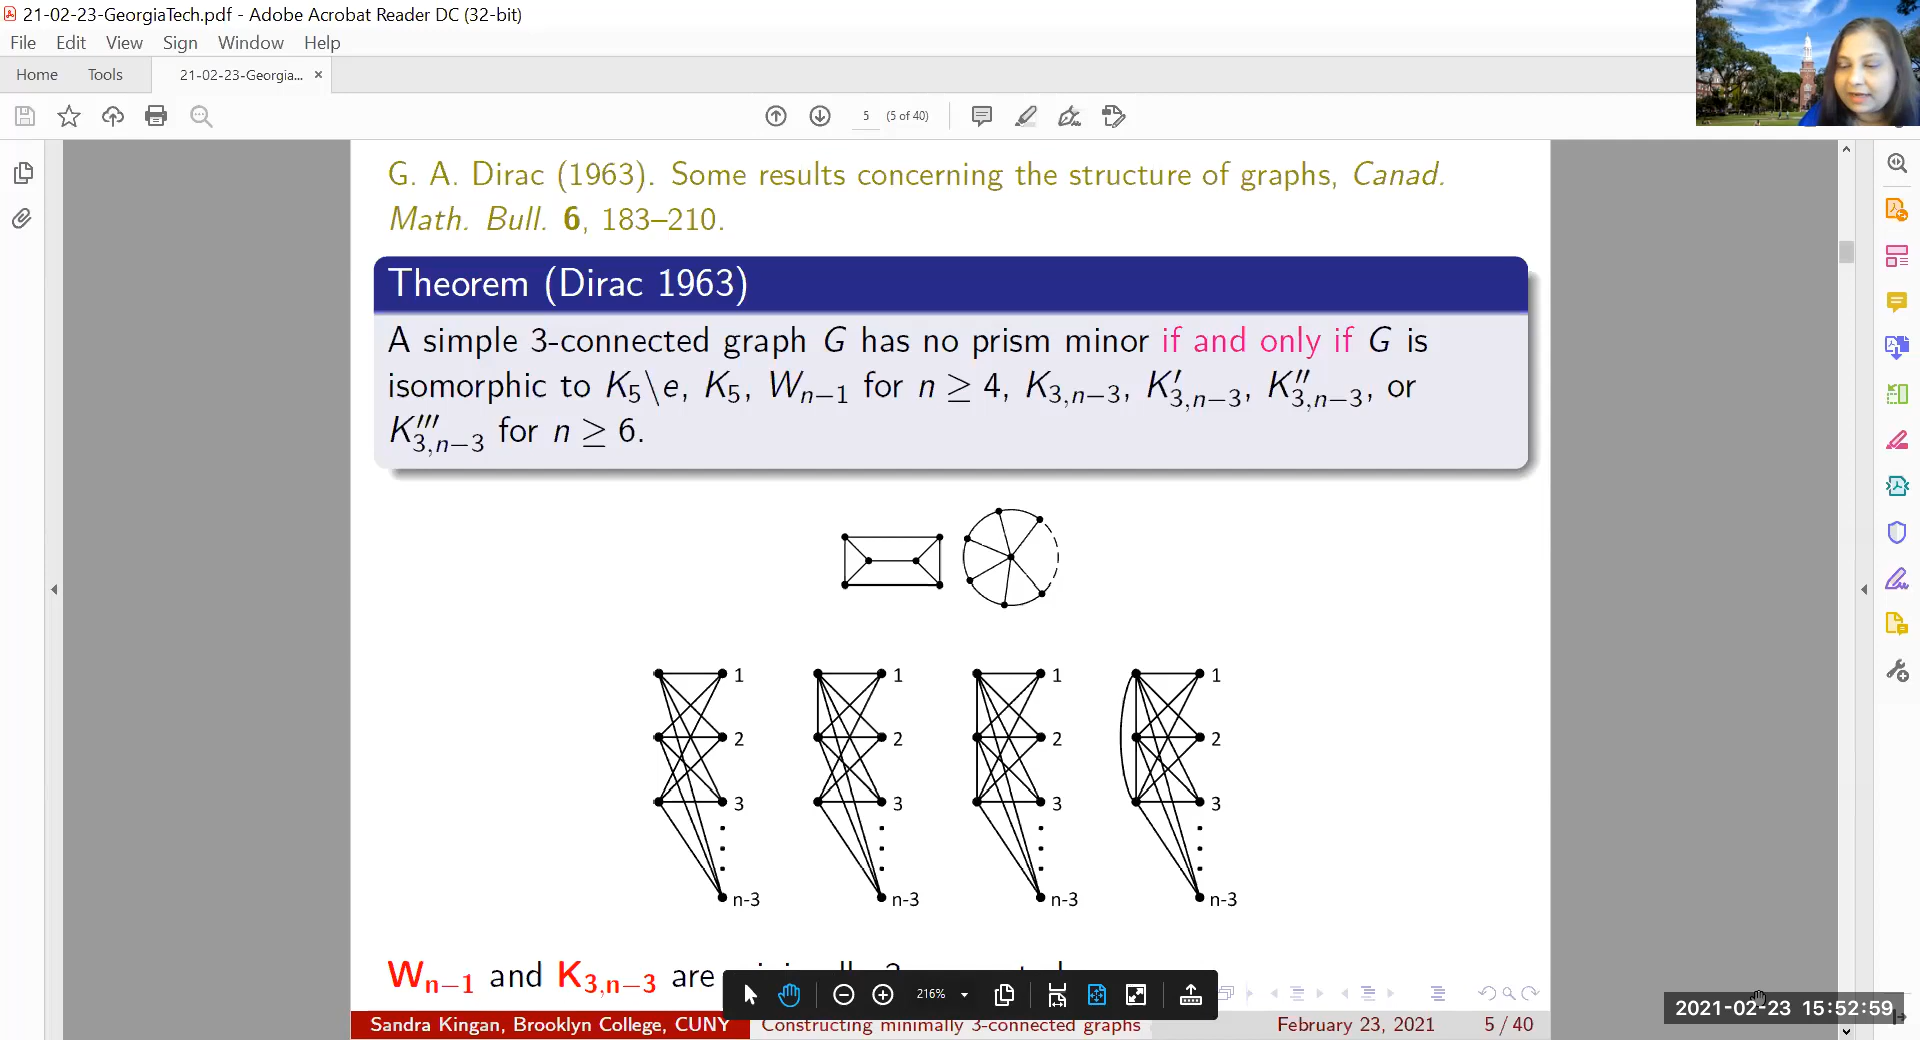 21-02-23-GeorgiaTech.pdf - Adobe Acrobat Reader DC (32-bit)
File Edit View Sign Window Help
Home Tools 21-02-23-Georgia... ×
5 (5 of 40)
G. A. Dirac (1963). Some results concerning the structure of graphs, Canad.
Math. Bull. 6, 183–210.
Theorem (Dirac 1963)
A simple 3-connected graph G has no prism minor if and only if G is
isomorphic to K₅\e, K₅, Wₙ₋₁ for n ≥ 4, K₃,ₙ₋₃, K′₃,ₙ₋₃, K″₃,ₙ₋₃, or
K‴₃,ₙ₋₃ for n ≥ 6.
1 1 1 1
2 2 2 2
3 3 3 3
n-3 n-3 n-3 n-3
Wₙ₋₁ and K₃,ₙ₋₃ are
216%
Sandra Kingan, Brooklyn College, CUNY Constructing minimally 3-connected graphs February 23, 2021 5 / 40
2021-02-23 15:52:59